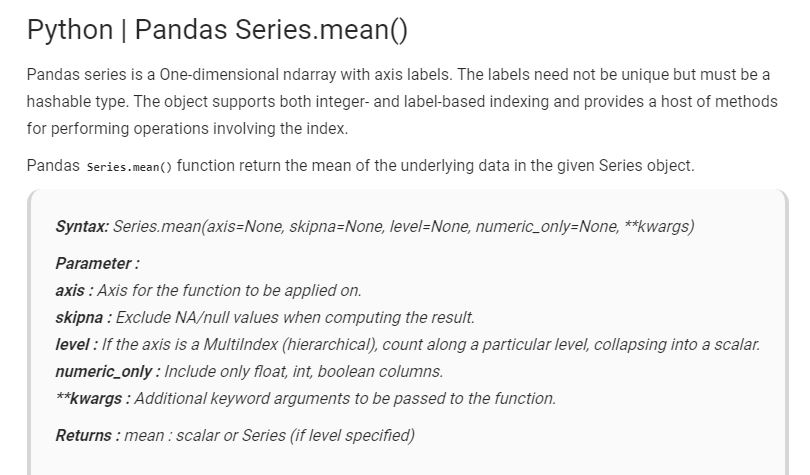 Python | Pandas Series.mean()
Pandas series is a One-dimensional ndarray with axis labels. The labels need not be unique but must be a
hashable type. The object supports both integer- and label-based indexing and provides a host of methods
for performing operations involving the index.
Pandas Series.mean() function return the mean of the underlying data in the given Series object.
Syntax: Series.mean(axis=None, skipna=None, level=None, numeric_only=None, **kwargs)
Parameter :
axis : Axis for the function to be applied on.
skipna : Exclude NA/null values when computing the result.
level : If the axis is a MultiIndex (hierarchical), count along a particular level, collapsing into a scalar.
numeric_only : Include only float, int, boolean columns.
**kwargs : Additional keyword arguments to be passed to the function.
Returns : mean : scalar or Series (if level specified)